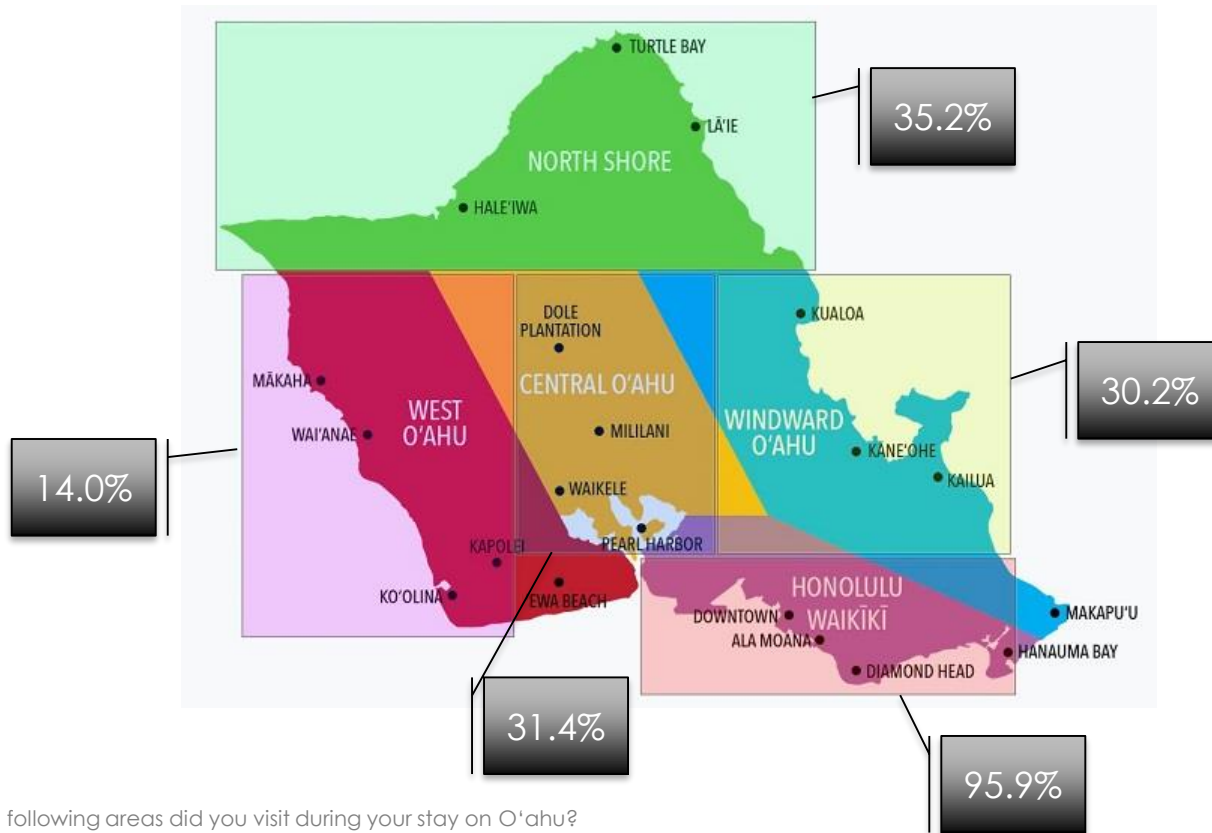 TURTLE BAY
35.2%
LĀ'IE
NORTH SHORE
HALE'IWA
KUALOA
DOLE
PLANTATION
30.2%
MĀKAHA
CENTRAL O'AHU
WEST
O'AHU
WINDWARD
O'AHU
WAI'ANAE
MILILANI
KĀNE'OHE
KAILUA
14.0%
WAIKELE
PEARL HARBOR
KAPOLEI
KO'OLINA
EWA BEACH
HONOLULU
WAIKĪKĪ
DOWNTOWN
MAKAPU'U
ALA MOANA
HANAUMA BAY
DIAMOND HEAD
31.4%
95.9%
following areas did you visit during your stay on O'ahu?